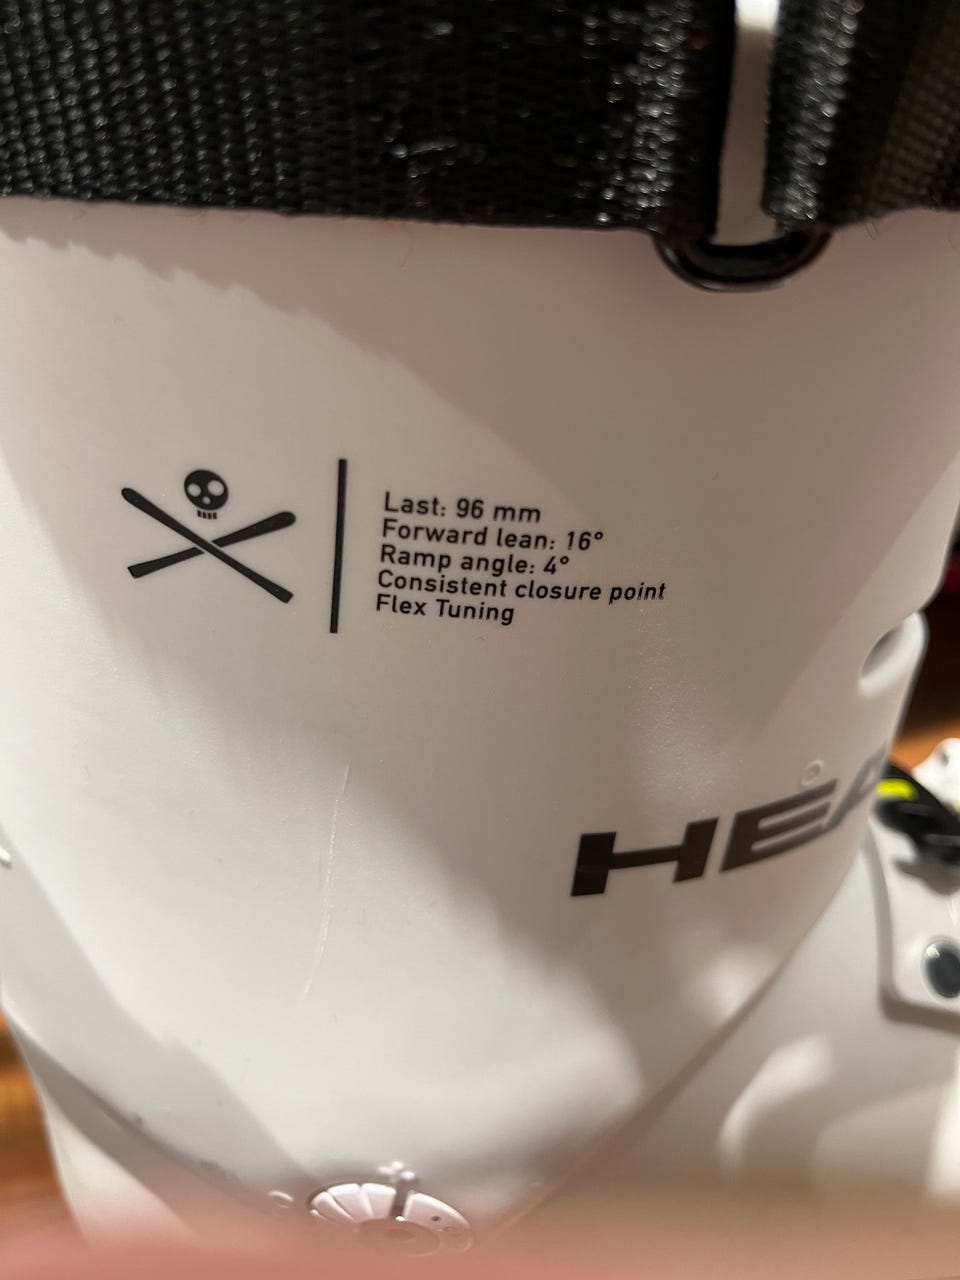 Last: 96 mm
Forward lean: 16°
Ramp angle: 4°
Consistent closure point
Flex Tuning
HEA